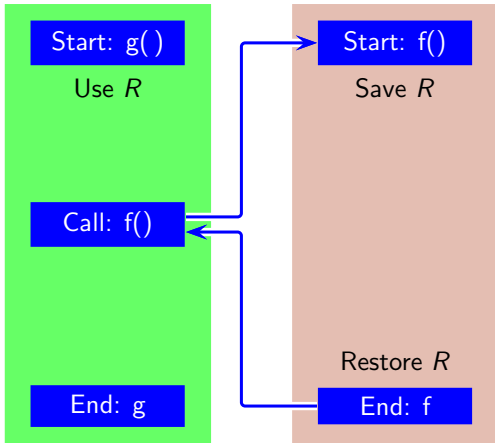 Start: g()
Use R
Call: f()
End: g
Start: f()
Save R
Restore R
End: f